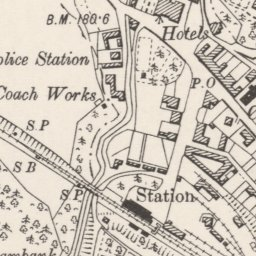 B.M. 180·6
Hotels
olice Station
P.O
Coach Works
S.P
S B
S P
Station